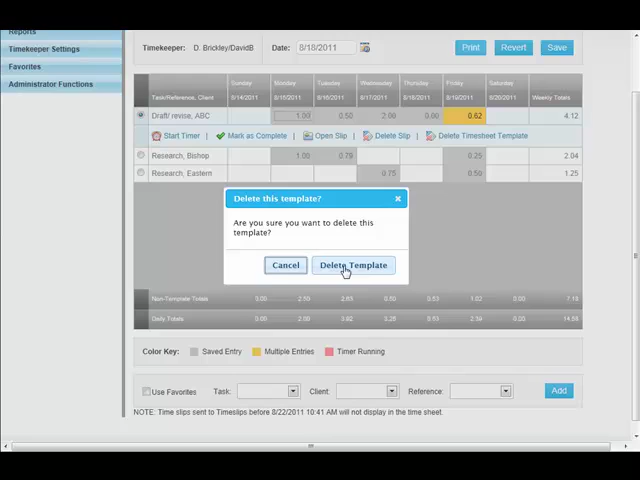 Reports
Timekeeper Settings
Favorites
Administrator Functions
Timekeeper: D. Brickley/DavidB Date: 8/18/2011 Print Revert Save
Sunday Monday Tuesday Wednesday Thursday Friday Saturday
Task/Reference, Client 8/14/2011 8/15/2011 8/16/2011 8/17/2011 8/18/2011 8/19/2011 8/20/2011 Weekly Totals
Draft/ revise, ABC 1.00 0.50 2.00 0.00 0.62 4.12
Start Timer Mark as Complete Open Slip Delete Slip Delete Timesheet Template
Research, Bishop 1.00 0.79 0.25 2.04
Research, Eastern 0.75 0.50 1.25
Delete this template? x
Are you sure you want to delete this
template?
Cancel Delete Template
Non-Template Totals 0.00 2.50 2.65 0.60 0.53 1.02 0.00
Daily Totals 0.00
Color Key: Saved Entry Multiple Entries Timer Running
Use Favorites Task: Client: Reference: Add
NOTE: Time slips sent to Timeslips before 8/22/2011 10:41 AM will not display in the time sheet.